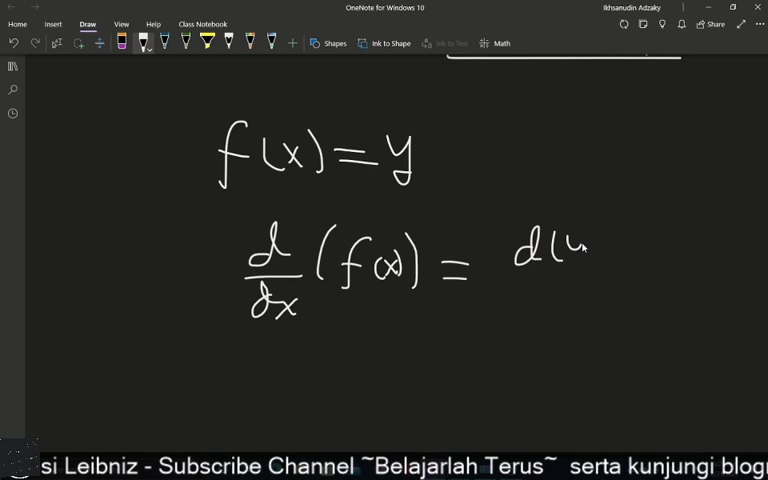 OneNote for Windows 10
Ikhsanudin Adzaky
Home Insert Draw View Help Class Notebook
Share
Shapes Ink to Shape Ink to Text Math
f(x) = y
d/dx (f(x)) = d(y
si Leibniz - Subscribe Channel ~Belajarlah Terus~ serta kunjungi blog